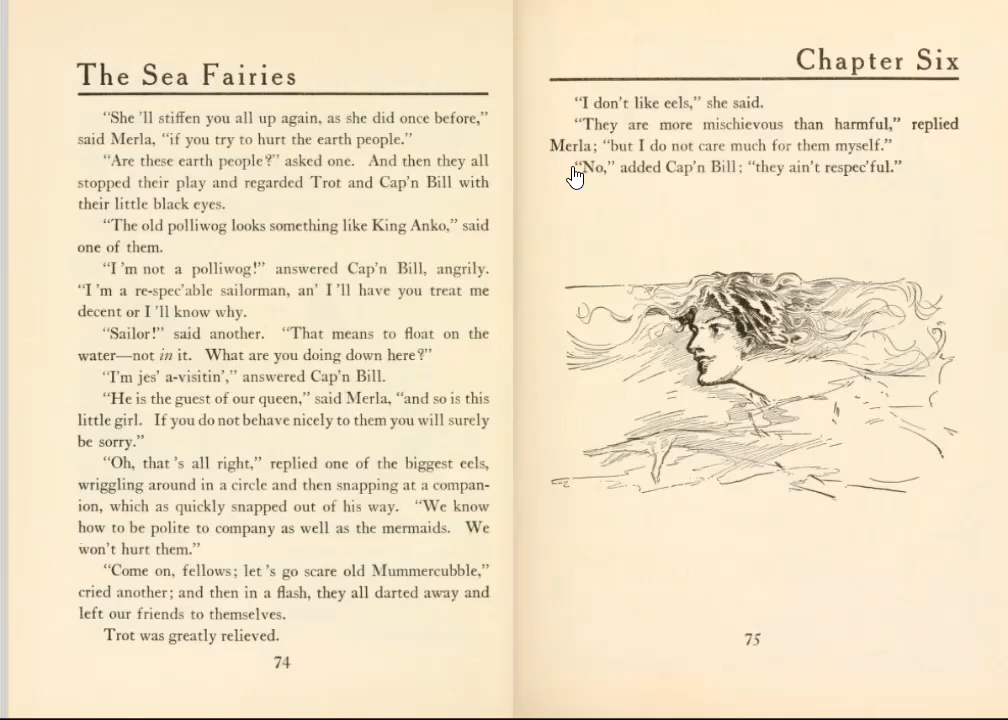 The Sea Fairies
“She ’ll stiffen you all up again, as she did once before,”
said Merla, “if you try to hurt the earth people.”
“Are these earth people?” asked one. And then they all
stopped their play and regarded Trot and Cap’n Bill with
their little black eyes.
“The old polliwog looks something like King Anko,” said
one of them.
“I ’m not a polliwog!” answered Cap’n Bill, angrily.
“I ’m a re-spec’able sailorman, an’ I ’ll have you treat me
decent or I ’ll know why.
“Sailor!” said another. “That means to float on the
water—not in it. What are you doing down here?”
“I’m jes’ a-visitin’,” answered Cap’n Bill.
“He is the guest of our queen,” said Merla, “and so is this
little girl. If you do not behave nicely to them you will surely
be sorry.”
“Oh, that ’s all right,” replied one of the biggest eels,
wriggling around in a circle and then snapping at a compan-
ion, which as quickly snapped out of his way. “We know
how to be polite to company as well as the mermaids. We
won’t hurt them.”
“Come on, fellows; let ’s go scare old Mummercubble,”
cried another; and then in a flash, they all darted away and
left our friends to themselves.
Trot was greatly relieved.
74
Chapter Six
“I don’t like eels,” she said.
“They are more mischievous than harmful,” replied
Merla; “but I do not care much for them myself.”
“No,” added Cap’n Bill; “they ain’t respec’ful.”
75